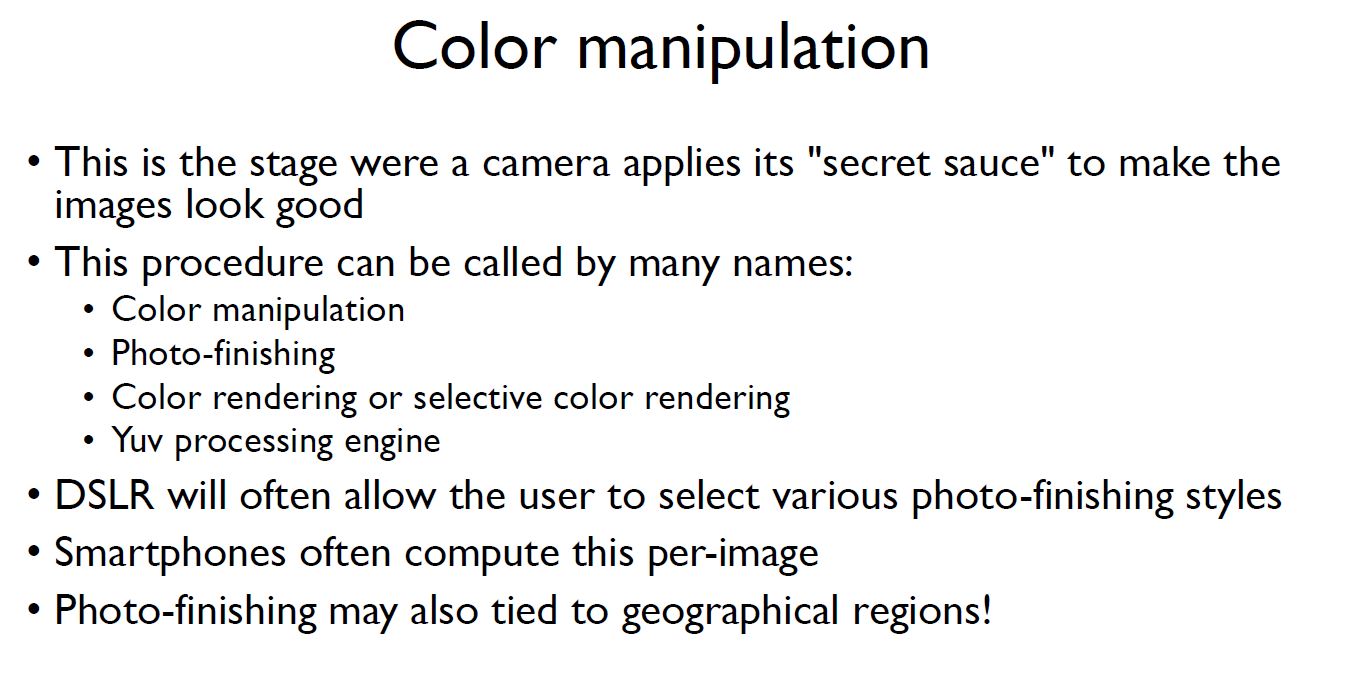 Color manipulation
• This is the stage were a camera applies its "secret sauce" to make the
images look good
• This procedure can be called by many names:
• Color manipulation
• Photo-finishing
• Color rendering or selective color rendering
• Yuv processing engine
• DSLR will often allow the user to select various photo-finishing styles
• Smartphones often compute this per-image
• Photo-finishing may also tied to geographical regions!